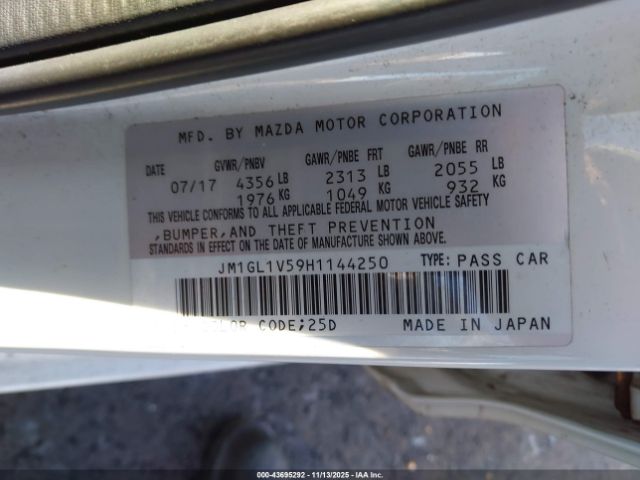 MFD. BY MAZDA MOTOR CORPORATION
DATE GVWR/PNBV GAWR/PNBE FRT GAWR/PNBE RR
07/17 4356 LB 2313 LB 2055 LB
1976 KG 1049 KG 932 KG
THIS VEHICLE CONFORMS TO ALL APPLICABLE FEDERAL MOTOR VEHICLE SAFETY
,BUMPER,AND THEFT PREVENTION
STANDARDS IN EFFECT ON THE DATE OF MANUFACTURE SHOWN ABOVE.
JM1GL1V59H1144250 TYPE: PASS CAR
COLOR CODE;25D MADE IN JAPAN
000-43695292 - 11/13/2025 - IAAI.COM